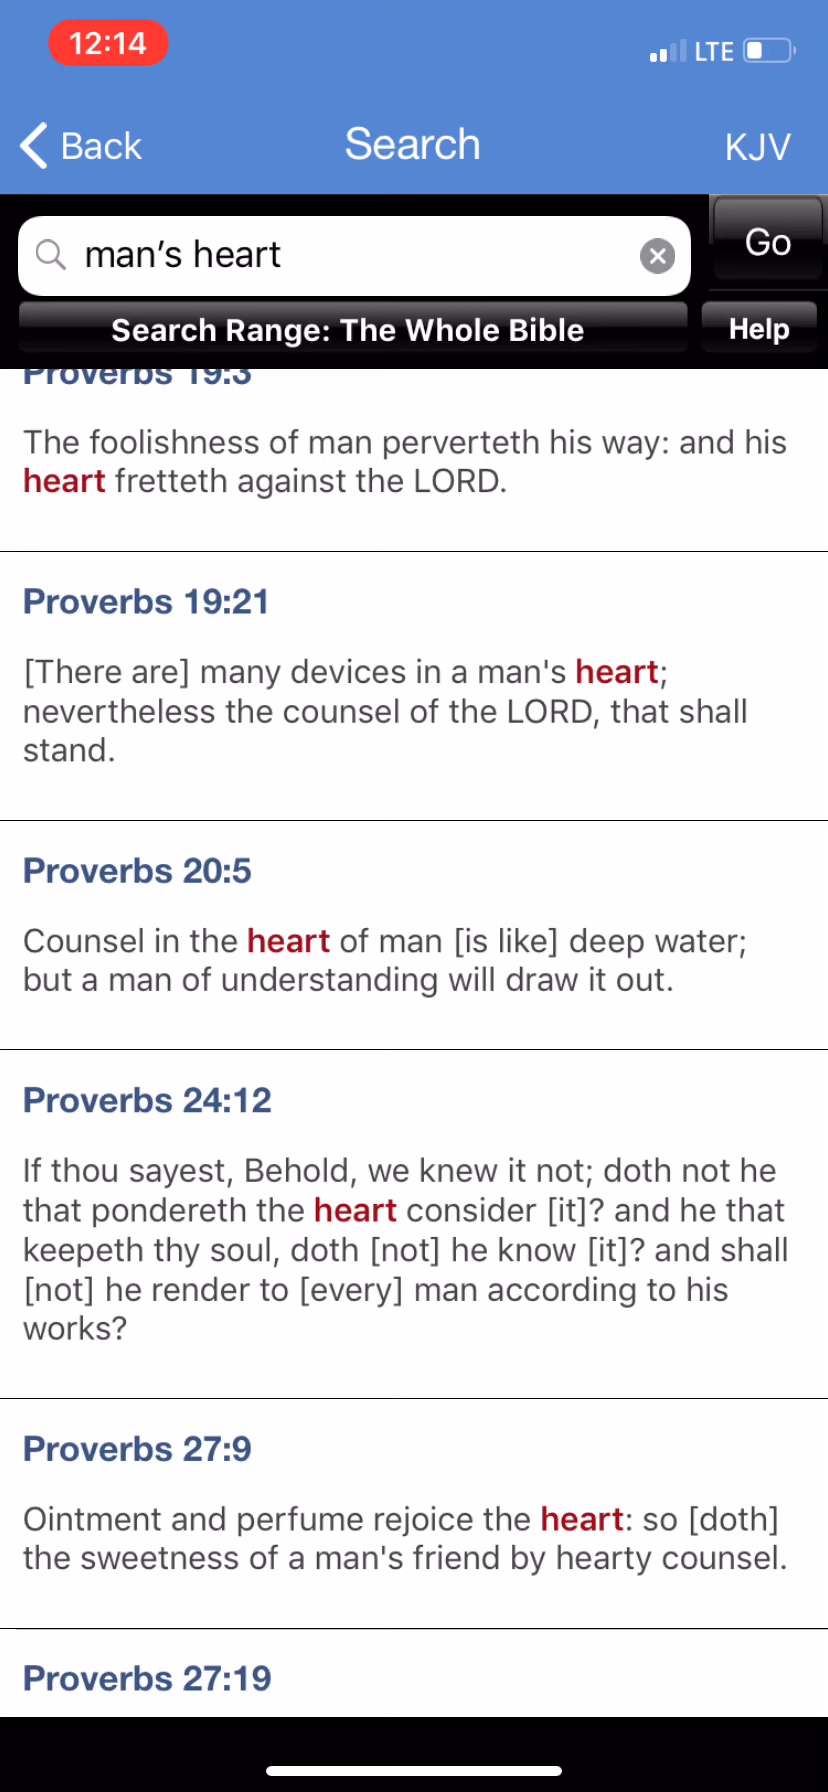 12:14
LTE
Back
Search
KJV
man’s heart
Go
Search Range: The Whole Bible
Help
Proverbs 19:3
The foolishness of man perverteth his way: and his
heart fretteth against the LORD.
Proverbs 19:21
[There are] many devices in a man's heart;
nevertheless the counsel of the LORD, that shall
stand.
Proverbs 20:5
Counsel in the heart of man [is like] deep water;
but a man of understanding will draw it out.
Proverbs 24:12
If thou sayest, Behold, we knew it not; doth not he
that pondereth the heart consider [it]? and he that
keepeth thy soul, doth [not] he know [it]? and shall
[not] he render to [every] man according to his
works?
Proverbs 27:9
Ointment and perfume rejoice the heart: so [doth]
the sweetness of a man's friend by hearty counsel.
Proverbs 27:19